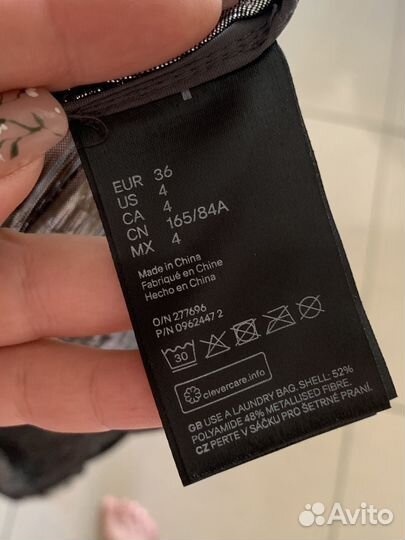 EUR 36
US 4
CA 4
CN 165/84A
MX 4
Made in China
Fabriqué en Chine
Hecho en China
O/N 277696
P/N 0962447 2
30
clevercare.info
GB USE A LAUNDRY BAG. SHELL: 52%
POLYAMIDE 48% METALLISED FIBRE.
CZ PERTE V SÁČKU PRO ŠETRNÉ PRANÍ.
Avito